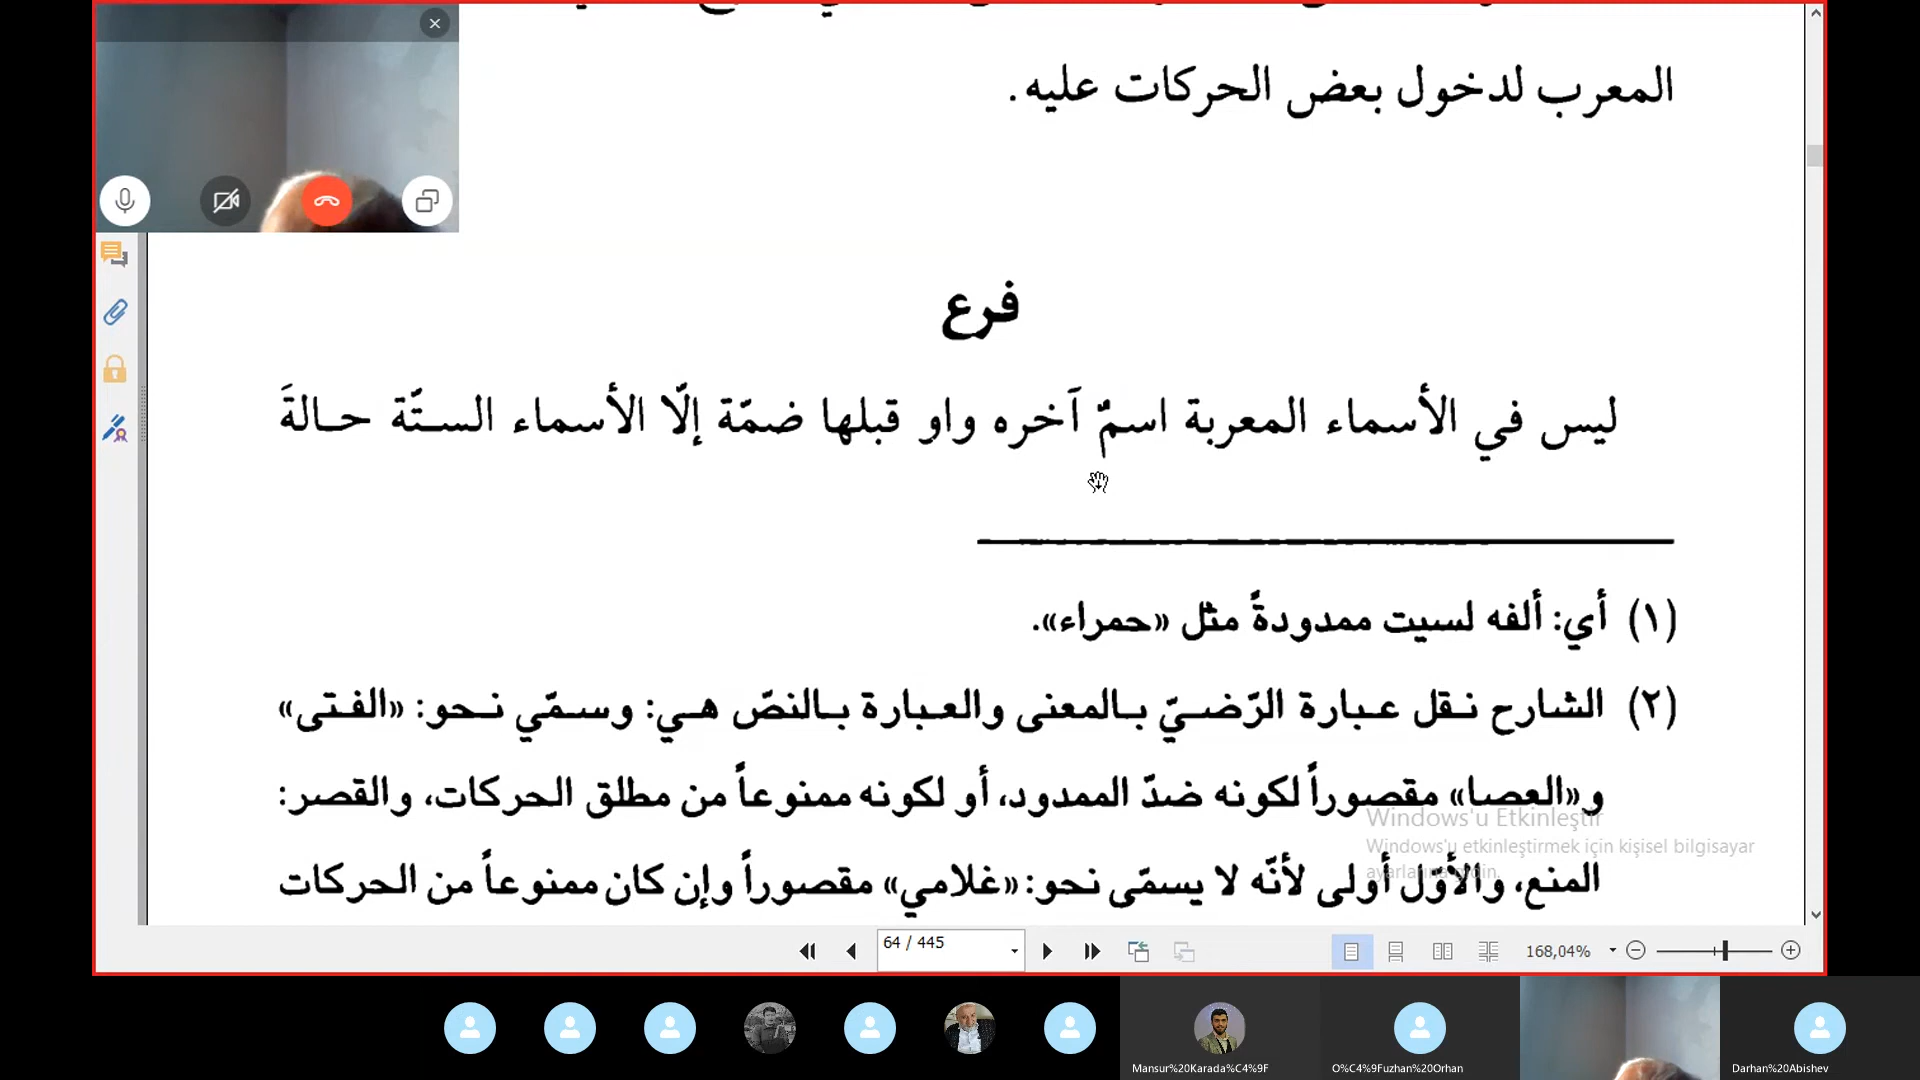 المعرب لدخول بعض الحركات عليه.
فرع
ليس في الأسماء المعربة اسمٌ آخره واو قبلها ضمّة إلّا الأسماء الستّة حالةَ
(١) أي: ألفه لسيت ممدودةً مثل «حمراء».
(٢) الشارح نقل عبارة الرّضيّ بالمعنى والعبارة بالنصّ هي: وسمّي نحو: «الفتى»
و«العصا» مقصوراً لكونه ضدّ الممدود، أو لكونه ممنوعاً من مطلق الحركات، والقصر:
المنع، والأوّل أولى لأنّه لا يسمّى نحو: «غلامي» مقصوراً وإن كان ممنوعاً من الحركات
Windows'u Etkinleştir
Windows'u etkinleştirmek için kişisel bilgisayar
ayarlarına gidin.
64 / 445
168,04%
Mansur%20Karada%C4%9F
O%C4%9Fuzhan%20Orhan
Darhan%20Abishev